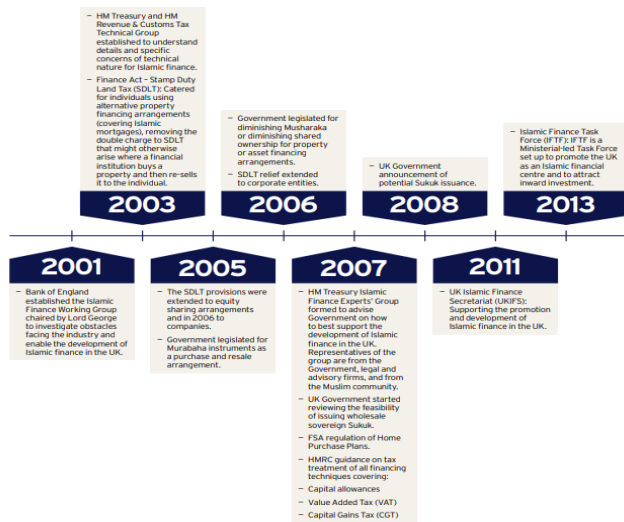 – HM Treasury and HM
Revenue & Customs Tax
Technical Group
established to understand
details and specific
concerns of technical
nature for Islamic finance.
– Finance Act - Stamp Duty
Land Tax (SDLT): Catered
for individuals using
alternative property
financing arrangements
(covering Islamic
mortgages), removing the
double charge to SDLT
that might otherwise
arise where a financial
institution buys a
property and then re-sells
it to the individual.
2003
– Government legislated for
diminishing Musharaka
or diminishing shared
ownership for property
or asset financing
arrangements.
– SDLT relief extended
to corporate entities.
2006
– UK Government
announcement of
potential Sukuk issuance.
2008
– Islamic Finance Task
Force (IFTF): IFTF is a
Ministerial-led Task Force
set up to promote the UK
as an Islamic financial
centre and to attract
inward investment.
2013
2001
– Bank of England
established the Islamic
Finance Working Group
chaired by Lord George
to investigate obstacles
facing the industry and
enable the development of
Islamic finance in the UK.
2005
– The SDLT provisions were
extended to equity
sharing arrangements
and in 2006 to
companies.
– Government legislated for
Murabaha instruments as
a purchase and resale
arrangement.
2007
– HM Treasury Islamic
Finance Experts' Group
formed to advise
Government on how
to best support the
development of Islamic
finance in the UK.
Representatives of the
group are from the
Government, legal and
advisory firms, and from
the Muslim community.
– UK Government started
reviewing the feasibility
of issuing wholesale
sovereign Sukuk.
– FSA regulation of Home
Purchase Plans.
– HMRC guidance on tax
treatment of all financing
techniques covering:
– Capital allowances
– Value Added Tax (VAT)
– Capital Gains Tax (CGT)
2011
– UK Islamic Finance
Secretariat (UKIFS):
Supporting the promotion
and development of
Islamic finance in the UK.